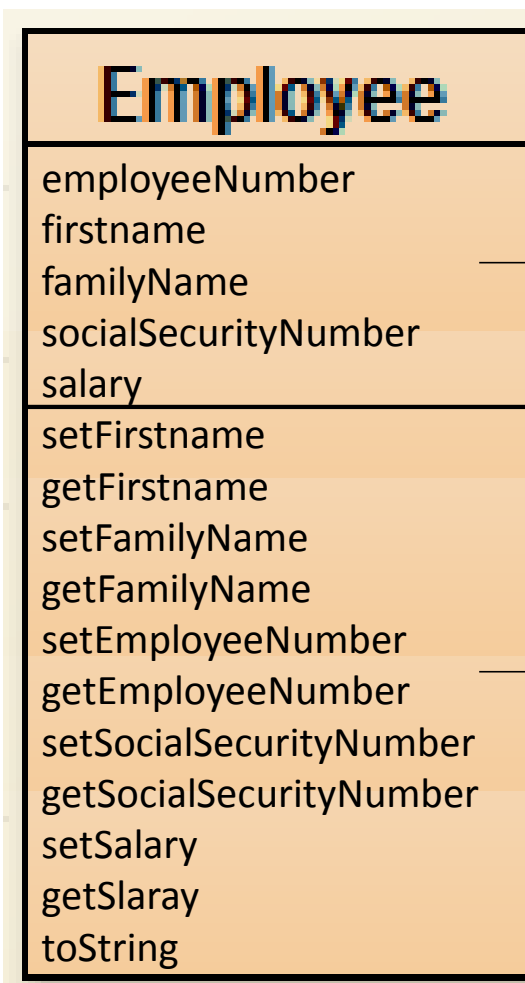 Employee
employeeNumber
firstname
familyName
socialSecurityNumber
salary
setFirstname
getFirstname
setFamilyName
getFamilyName
setEmployeeNumber
getEmployeeNumber
setSocialSecurityNumber
getSocialSecurityNumber
setSalary
getSlaray
toString